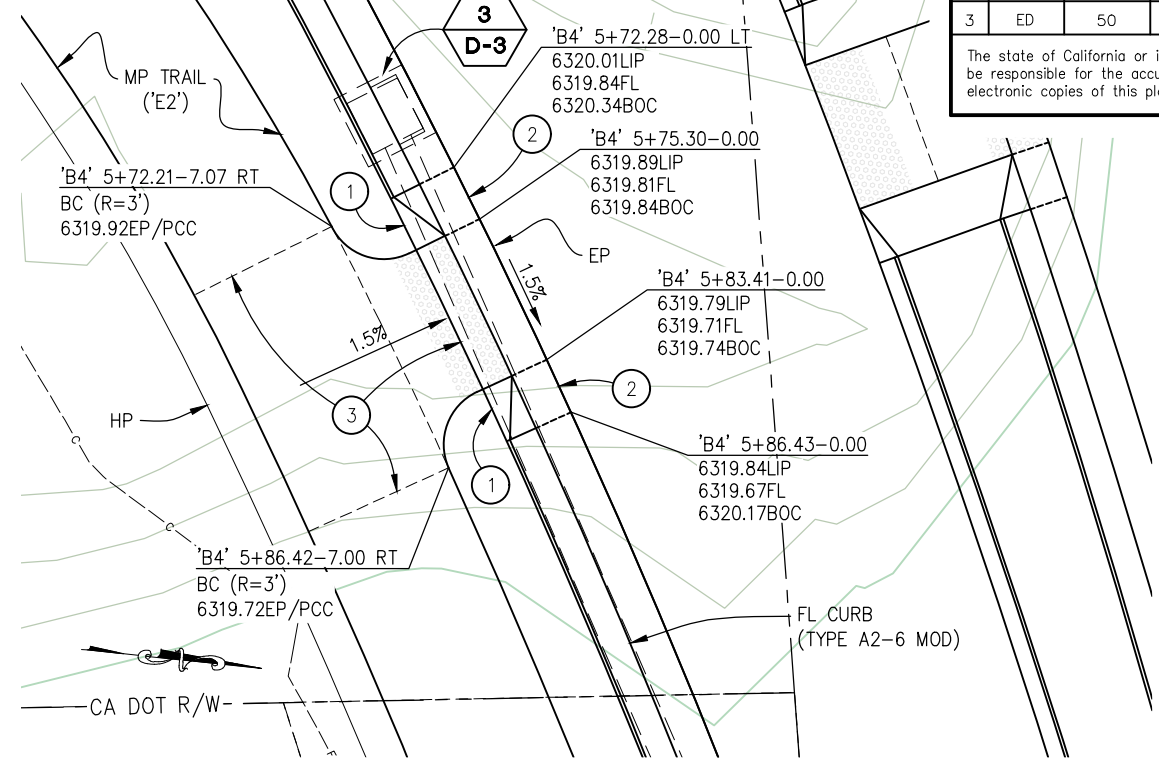 3
D-3
3 ED 50
The state of California or i
be responsible for the accu
electronic copies of this pl
'B4' 5+72.28-0.00 LT
6320.01LIP
6319.84FL
6320.34BOC
MP TRAIL
('E2')
2
'B4' 5+75.30-0.00
6319.89LIP
6319.81FL
6319.84BOC
'B4' 5+72.21-7.07 RT
BC (R=3')
6319.92EP/PCC
1
EP
1.5%
'B4' 5+83.41-0.00
6319.79LIP
6319.71FL
6319.74BOC
1.5%
2
HP
3
C
'B4' 5+86.43-0.00
6319.84LIP
6319.67FL
6320.17BOC
1
C
'B4' 5+86.42-7.00 RT
BC (R=3')
6319.72EP/PCC
FL CURB
(TYPE A2-6 MOD)
CA DOT R/W